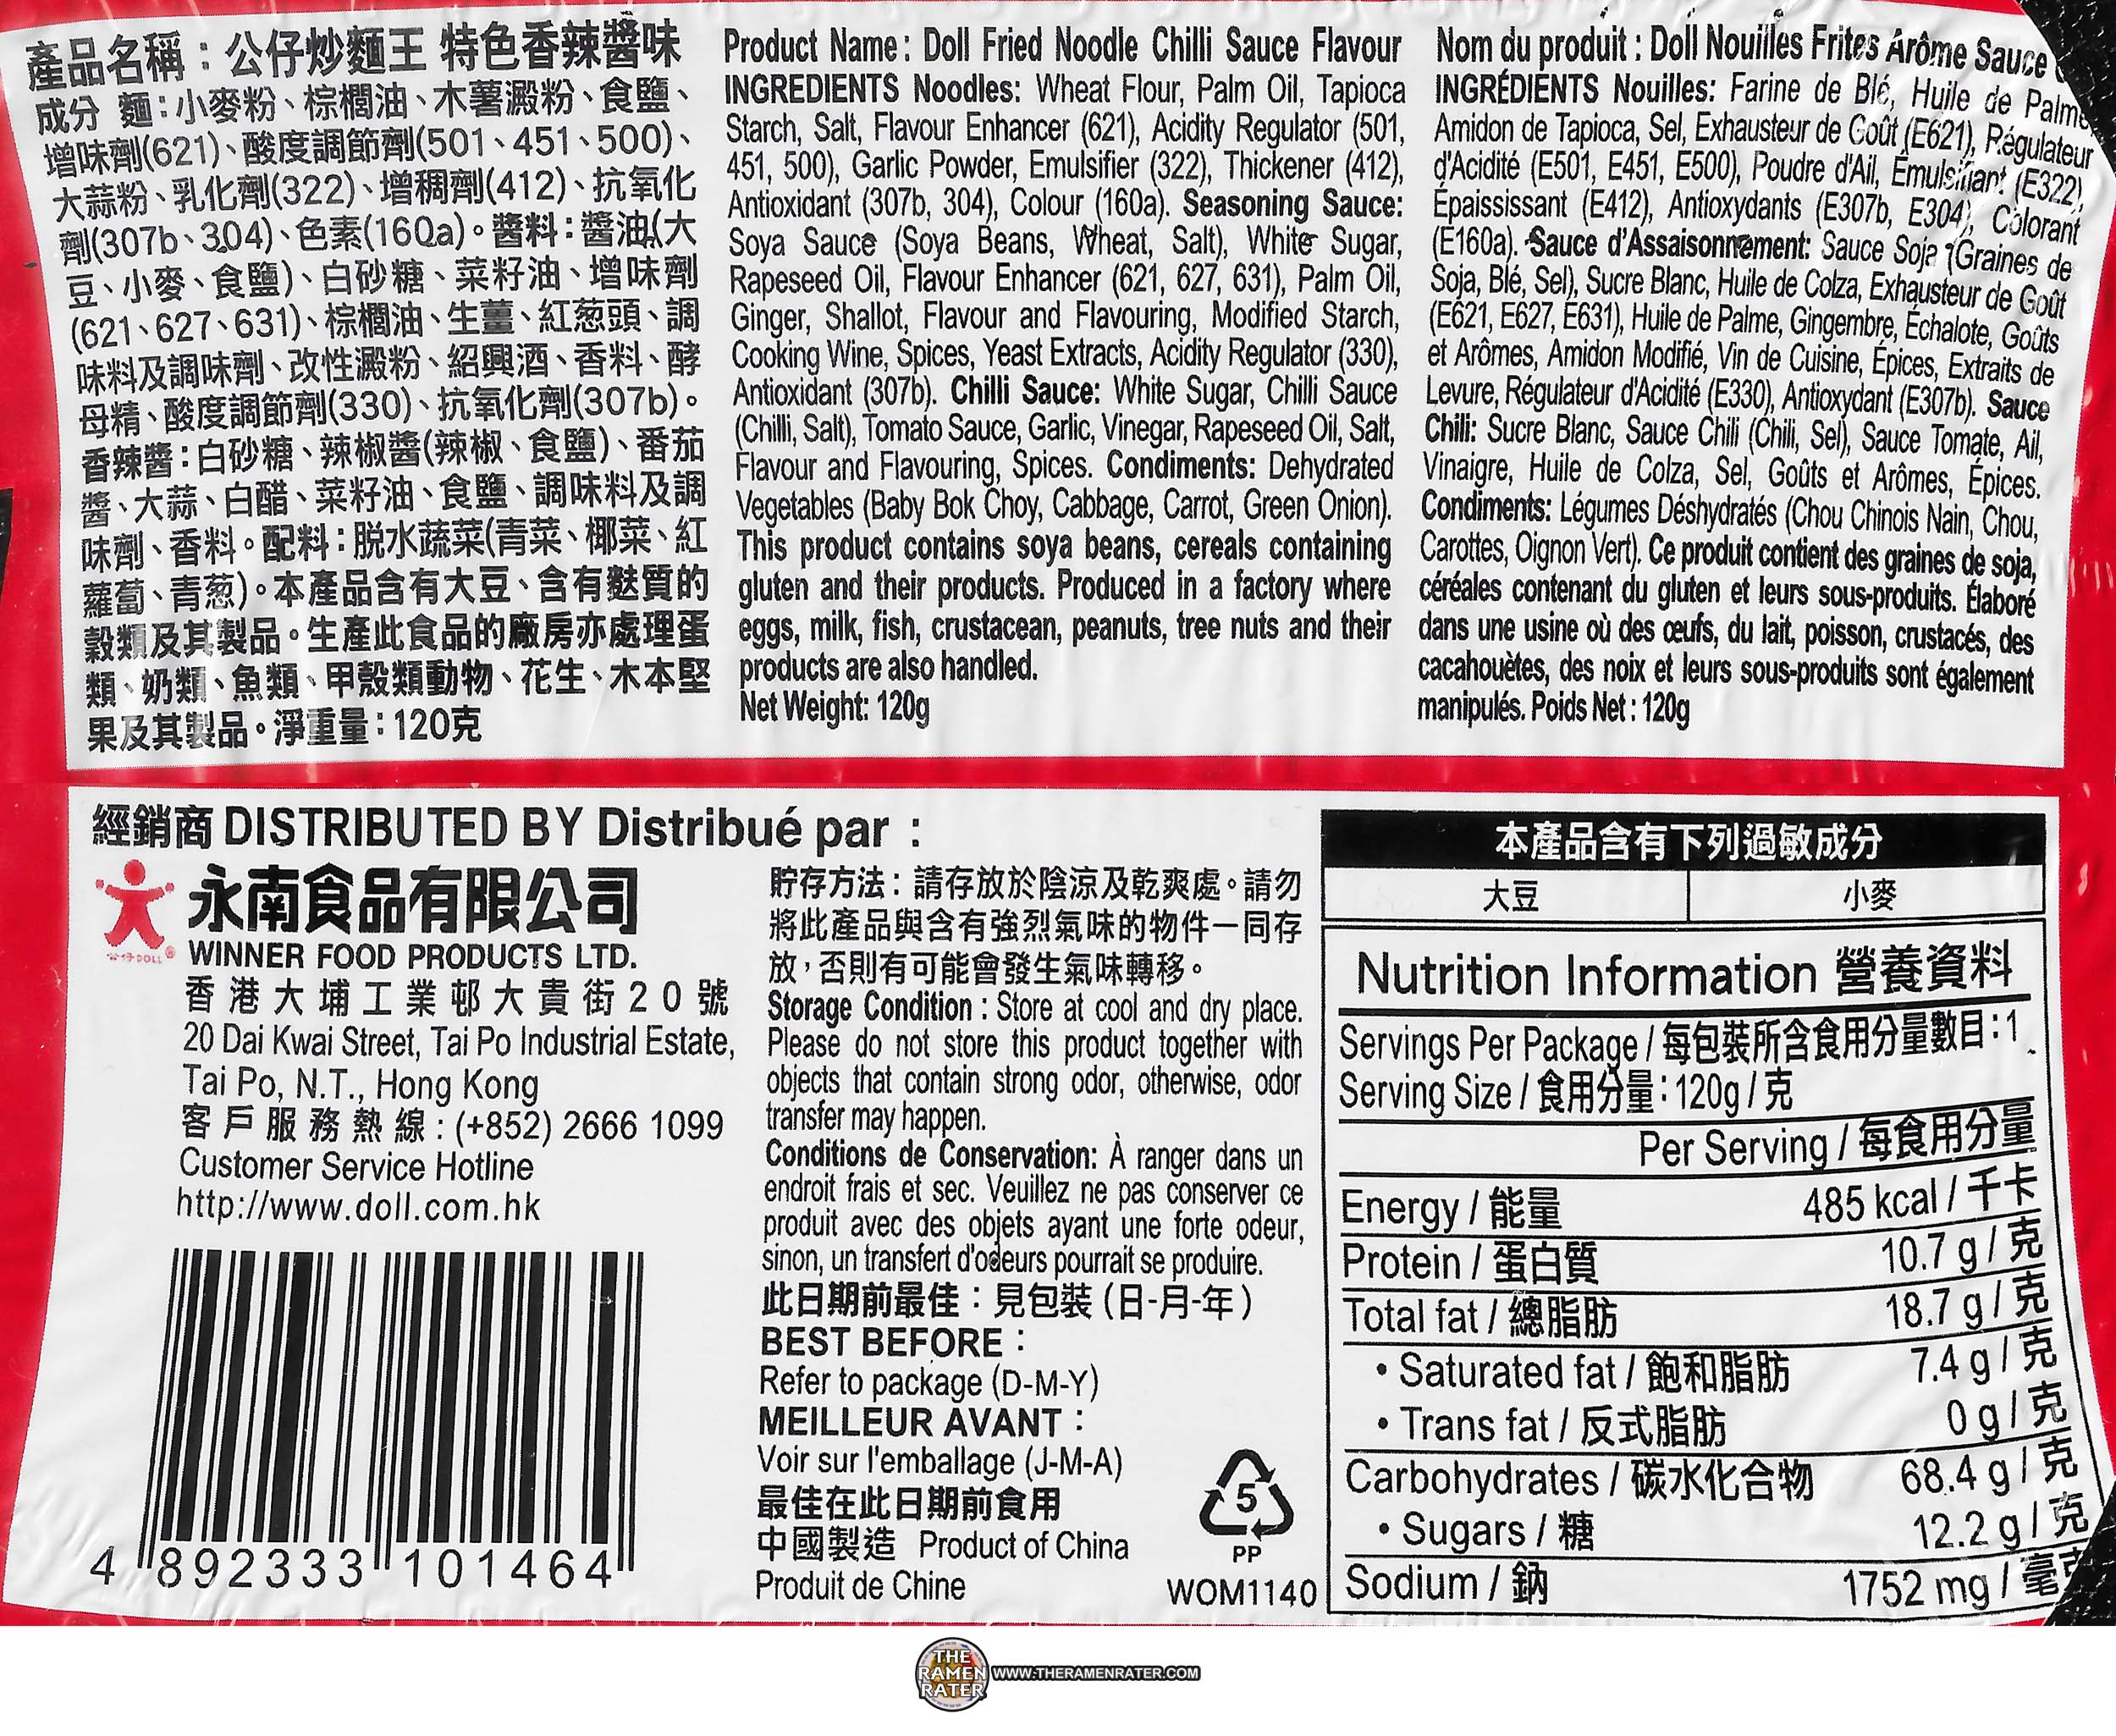 產品名稱：公仔炒麵王 特色香辣醬味
成分 麵：小麥粉、棕櫚油、木薯澱粉、食鹽、
增味劑(621)、酸度調節劑(501、451、500)、
大蒜粉、乳化劑(322)、增稠劑(412)、抗氧化
劑(307b、304)、色素(160a)。醬料：醬油(大
豆、小麥、食鹽)、白砂糖、菜籽油、增味劑
(621、627、631)、棕櫚油、生薑、紅葱頭、調
味料及調味劑、改性澱粉、紹興酒、香料、酵
母精、酸度調節劑(330)、抗氧化劑(307b)。
香辣醬：白砂糖、辣椒醬(辣椒、食鹽)、番茄
醬、大蒜、白醋、菜籽油、食鹽、調味料及調
味劑、香料。配料：脫水蔬菜(青菜、椰菜、紅
蘿蔔、青葱)。本產品含有大豆、含有麩質的
穀類及其製品。生產此食品的廠房亦處理蛋
類、奶類、魚類、甲殼類動物、花生、木本堅
果及其製品。淨重量：120克
Product Name: Doll Fried Noodle Chilli Sauce Flavour
INGREDIENTS Noodles: Wheat Flour, Palm Oil, Tapioca
Starch, Salt, Flavour Enhancer (621), Acidity Regulator (501,
451, 500), Garlic Powder, Emulsifier (322), Thickener (412),
Antioxidant (307b, 304), Colour (160a). Seasoning Sauce:
Soya Sauce (Soya Beans, Wheat, Salt), White Sugar,
Rapeseed Oil, Flavour Enhancer (621, 627, 631), Palm Oil,
Ginger, Shallot, Flavour and Flavouring, Modified Starch,
Cooking Wine, Spices, Yeast Extracts, Acidity Regulator (330),
Antioxidant (307b). Chilli Sauce: White Sugar, Chilli Sauce
(Chilli, Salt), Tomato Sauce, Garlic, Vinegar, Rapeseed Oil, Salt,
Flavour and Flavouring, Spices. Condiments: Dehydrated
Vegetables (Baby Bok Choy, Cabbage, Carrot, Green Onion).
This product contains soya beans, cereals containing
gluten and their products. Produced in a factory where
eggs, milk, fish, crustacean, peanuts, tree nuts and their
products are also handled.
Net Weight: 120g
Nom du produit : Doll Nouilles Frites Arôme Sauce
INGRÉDIENTS Nouilles: Farine de Blé, Huile de Palme,
Amidon de Tapioca, Sel, Exhausteur de Goût (E621), Régulateur
d'Acidité (E501, E451, E500), Poudre d'Ail, Émulsifiant (E322),
Épaississant (E412), Antioxydants (E307b, E304), Colorant
(E160a). Sauce d'Assaisonnement: Sauce Soja (Graines de
Soja, Blé, Sel), Sucre Blanc, Huile de Colza, Exhausteur de Goût
(E621, E627, E631), Huile de Palme, Gingembre, Échalote, Goûts
et Arômes, Amidon Modifié, Vin de Cuisine, Épices, Extraits de
Levure, Régulateur d'Acidité (E330), Antioxydant (E307b). Sauce
Chili: Sucre Blanc, Sauce Chili (Chili, Sel), Sauce Tomate, Ail,
Vinaigre, Huile de Colza, Sel, Goûts et Arômes, Épices.
Condiments: Légumes Déshydratés (Chou Chinois Nain, Chou,
Carottes, Oignon Vert). Ce produit contient des graines de soja,
céréales contenant du gluten et leurs sous-produits. Élaboré
dans une usine où des œufs, du lait, poisson, crustacés, des
cacahouètes, des noix et leurs sous-produits sont également
manipulés. Poids Net : 120g
經銷商 DISTRIBUTED BY Distribué par :
永南食品有限公司
公仔 DOLL ®
WINNER FOOD PRODUCTS LTD.
香港大埔工業邨大貴街20號
20 Dai Kwai Street, Tai Po Industrial Estate,
Tai Po, N.T., Hong Kong
客戶服務熱線：(+852) 2666 1099
Customer Service Hotline
http://www.doll.com.hk
4 892333 101464
貯存方法：請存放於陰涼及乾爽處。請勿
將此產品與含有強烈氣味的物件一同存
放，否則有可能會發生氣味轉移。
Storage Condition : Store at cool and dry place.
Please do not store this product together with
objects that contain strong odor, otherwise, odor
transfer may happen.
Conditions de Conservation: À ranger dans un
endroit frais et sec. Veuillez ne pas conserver ce
produit avec des objets ayant une forte odeur,
sinon, un transfert d'odeurs pourrait se produire.
此日期前最佳：見包裝 (日-月-年)
BEST BEFORE :
Refer to package (D-M-Y)
MEILLEUR AVANT :
Voir sur l'emballage (J-M-A)
最佳在此日期前食用
中國製造 Product of China
Produit de Chine
5
PP
WOM1140
本產品含有下列過敏成分
大豆 小麥
Nutrition Information 營養資料
Servings Per Package / 每包裝所含食用分量數目：1
Serving Size / 食用分量：120g / 克
Per Serving / 每食用分量
Energy / 能量 485 kcal / 千卡
Protein / 蛋白質 10.7 g / 克
Total fat / 總脂肪 18.7 g / 克
• Saturated fat / 飽和脂肪 7.4 g / 克
• Trans fat / 反式脂肪 0 g / 克
Carbohydrates / 碳水化合物 68.4 g / 克
• Sugars / 糖 12.2 g / 克
Sodium / 鈉 1752 mg / 毫克
THE
RAMEN
RATER
WWW.THERAMENRATER.COM